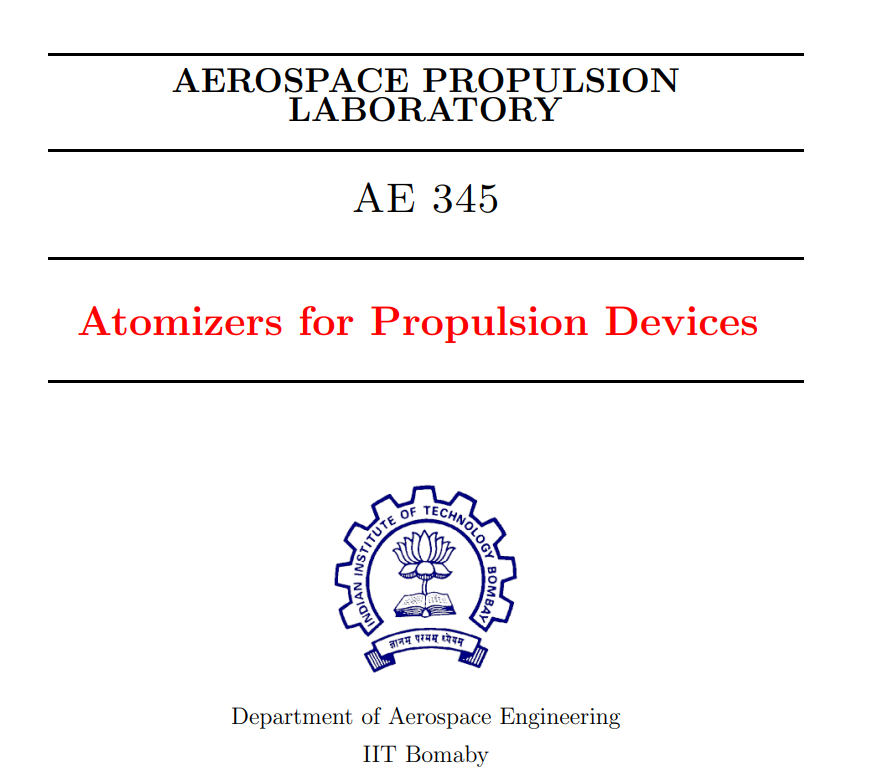 AEROSPACE PROPULSION
LABORATORY
AE 345
Atomizers for Propulsion Devices
INDIAN INSTITUTE OF TECHNOLOGY BOMBAY
ज्ञानम् परमम् ध्येयम्
Department of Aerospace Engineering
IIT Bomaby